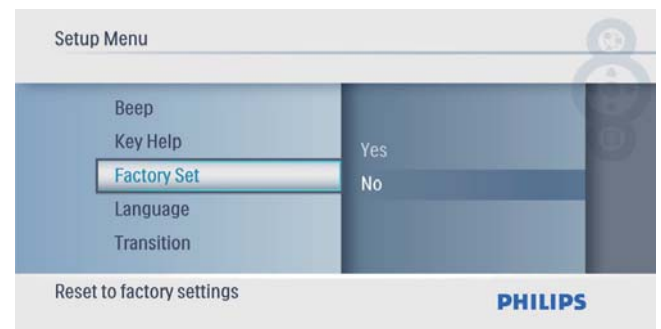 Setup Menu
Beep
Key Help
Factory Set
Language
Transition
Yes
No
Reset to factory settings
PHILIPS